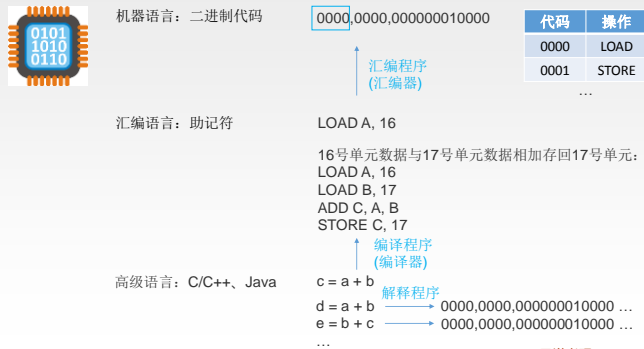 0101
1010
0110
机器语言：二进制代码
0000,0000,000000010000
代码 操作
0000 LOAD
0001 STORE
…
汇编程序
(汇编器)
汇编语言：助记符
LOAD A, 16
16号单元数据与17号单元数据相加存回17号单元：
LOAD A, 16
LOAD B, 17
ADD C, A, B
STORE C, 17
编译程序
(编译器)
高级语言：C/C++、Java
c = a + b
解释程序
d = a + b 0000,0000,000000010000 …
e = b + c 0000,0000,000000010000 …
…